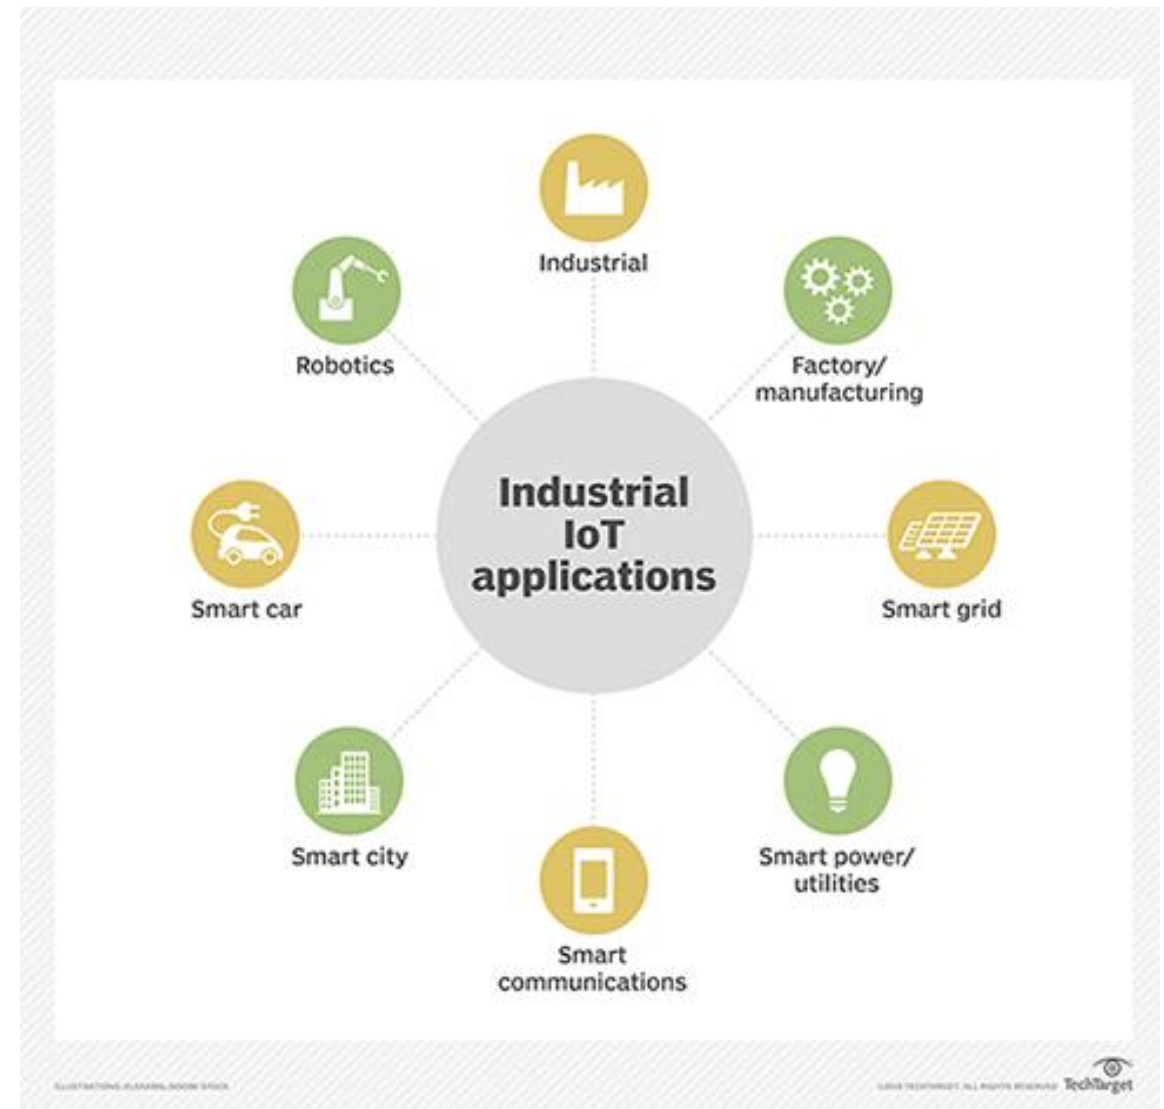 Industrial
Robotics
Factory/
manufacturing
Industrial
IoT
applications
Smart car
Smart grid
Smart city
Smart power/
utilities
Smart
communications
TechTarget